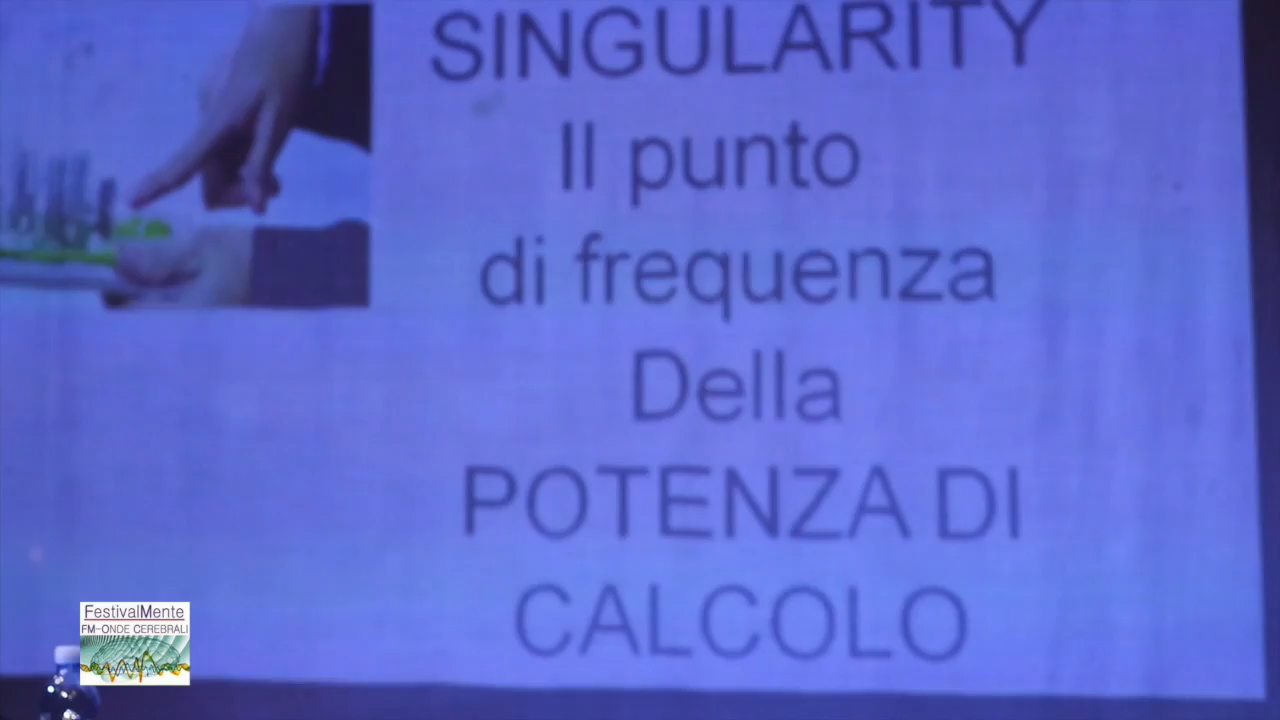 SINGULARITY
Il punto
di frequenza
Della
POTENZA DI
CALCOLO
FestivalMente
FM-ONDE CEREBRALI